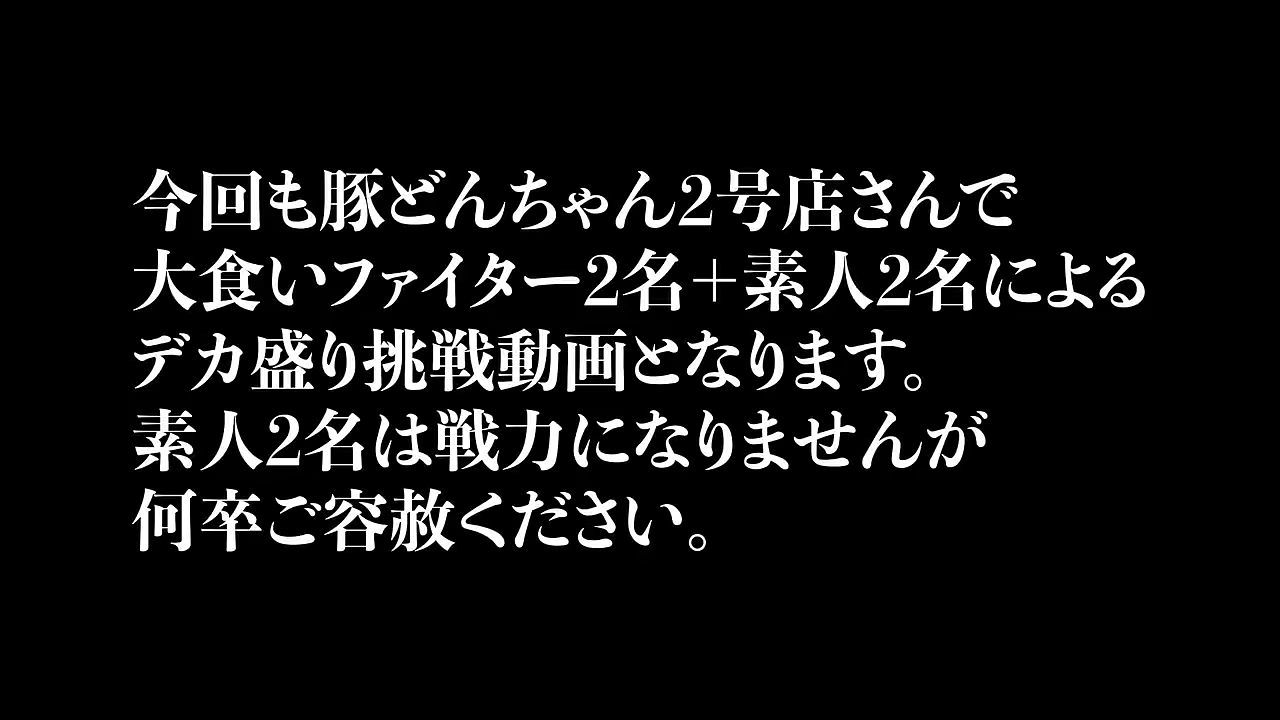 今回も豚どんちゃん2号店さんで
大食いファイター2名＋素人2名による
デカ盛り挑戦動画となります。
素人2名は戦力になりませんが
何卒ご容赦ください。